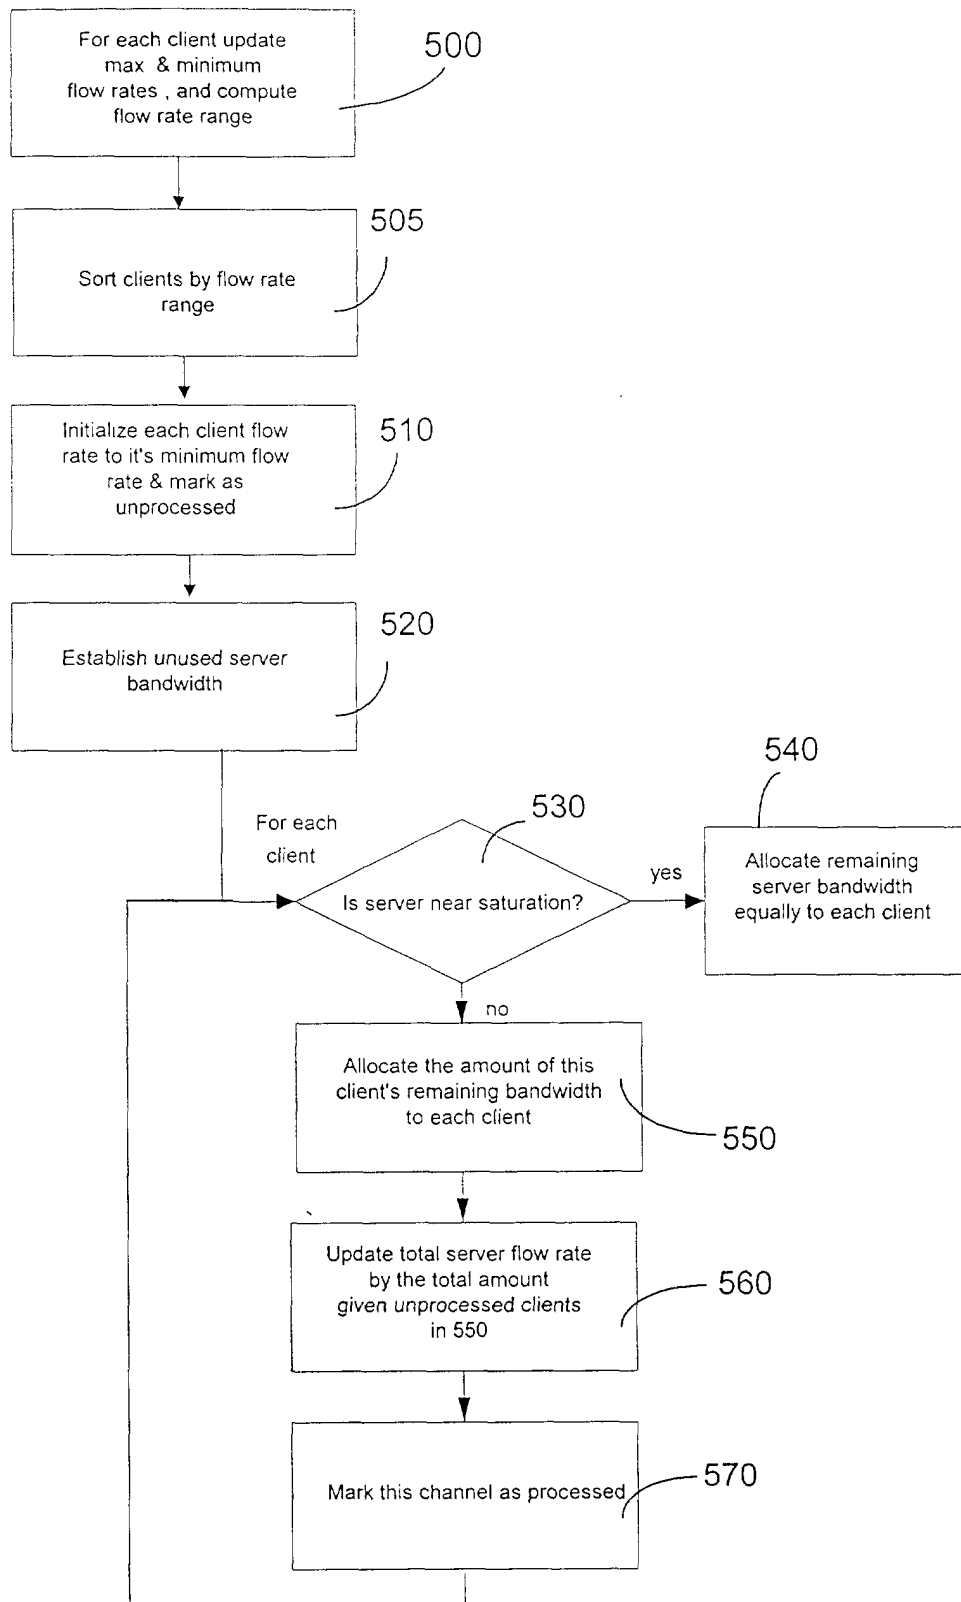 For each client update
max & minimum
flow rates , and compute
flow rate range
500
505
Sort clients by flow rate
range
Initialize each client flow
rate to it's minimum flow
rate & mark as
unprocessed
510
Establish unused server
bandwidth
520
For each
client
530
Is server near saturation?
yes
540
Allocate remaining
server bandwidth
equally to each client
no
Allocate the amount of this
client's remaining bandwidth
to each client
550
Update total server flow rate
by the total amount
given unprocessed clients
in 550
560
Mark this channel as processed
570